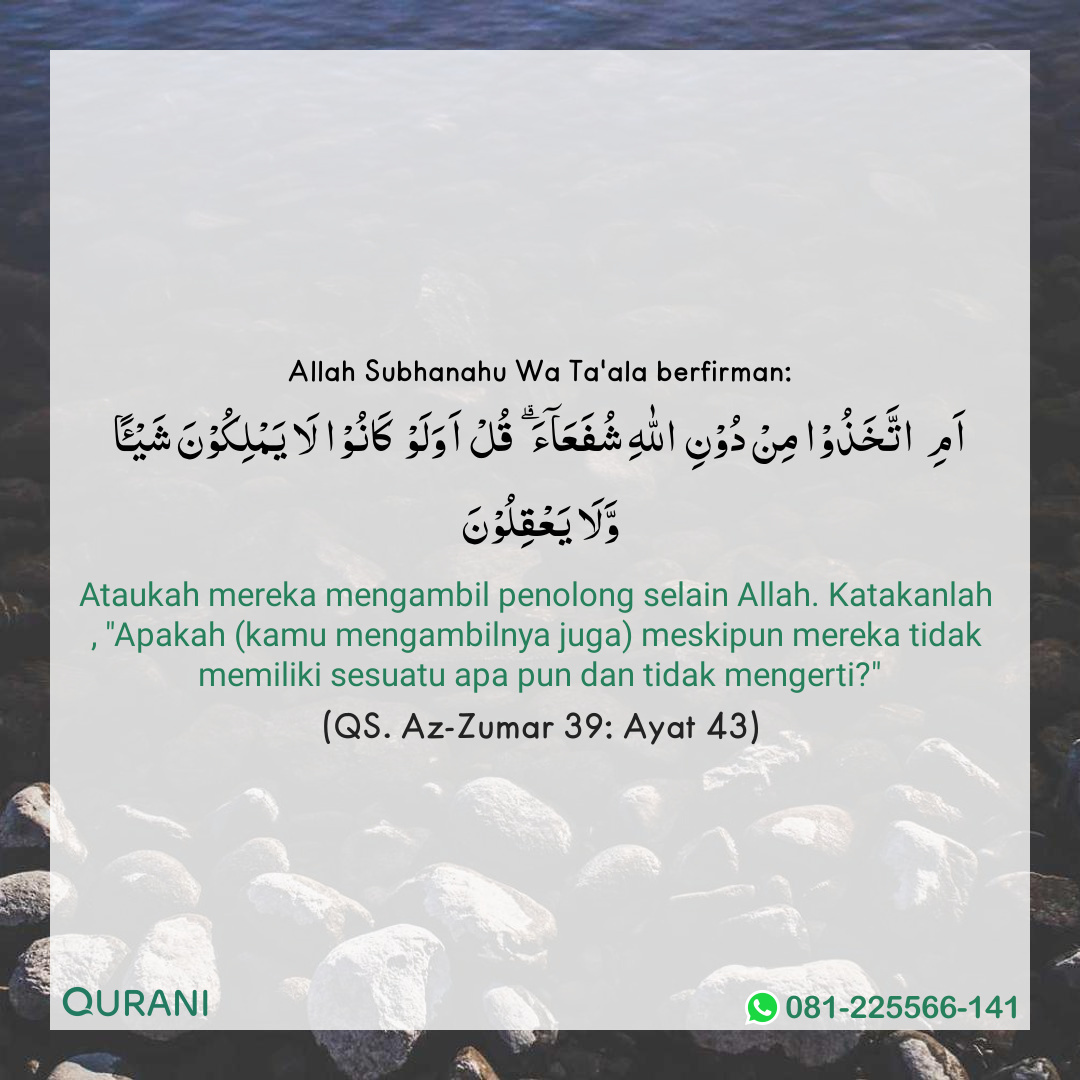 Allah Subhanahu Wa Ta'ala berfirman:
اَمِ اتَّخَذُوْا مِنْ دُوْنِ اللّٰهِ شُفَعَآءَ ۗ قُلْ اَوَلَوْ كَانُوْا لَا يَمْلِكُوْنَ شَيْـًٔا
وَّلَا يَعْقِلُوْنَ
Ataukah mereka mengambil penolong selain Allah. Katakanlah
, "Apakah (kamu mengambilnya juga) meskipun mereka tidak
memiliki sesuatu apa pun dan tidak mengerti?"
(QS. Az-Zumar 39: Ayat 43)
QURANI
081-225566-141